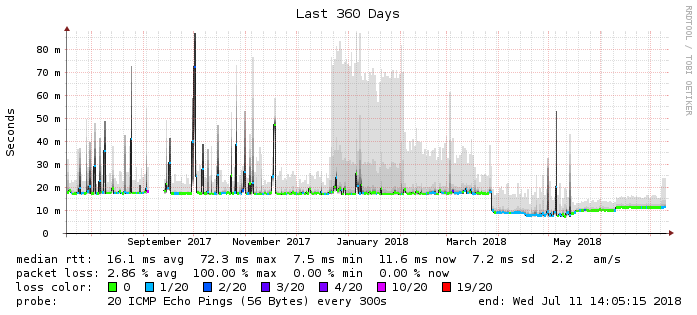 Last 360 Days
RRDTOOL / TOBI OETIKER
Seconds
80 m
70 m
60 m
50 m
40 m
30 m
20 m
10 m
0
September 2017 November 2017 January 2018 March 2018 May 2018
median rtt: 16.1 ms avg 72.3 ms max 7.5 ms min 11.6 ms now 7.2 ms sd 2.2 am/s
packet loss: 2.86 % avg 100.00 % max 0.00 % min 0.00 % now
loss color: 0 1/20 2/20 3/20 4/20 10/20 19/20
probe: 20 ICMP Echo Pings (56 Bytes) every 300s end: Wed Jul 11 14:05:15 2018